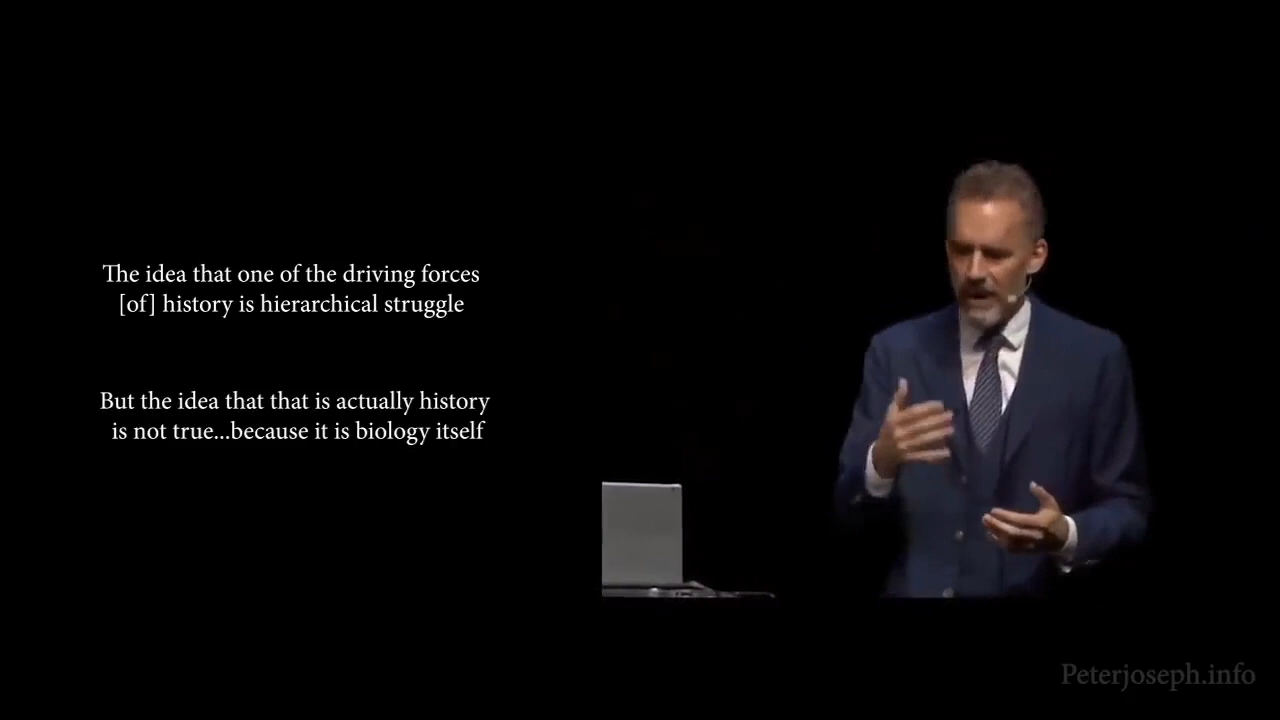 The idea that one of the driving forces
[of] history is hierarchical struggle
But the idea that that is actually history
is not true...because it is biology itself
Peterjoseph.info